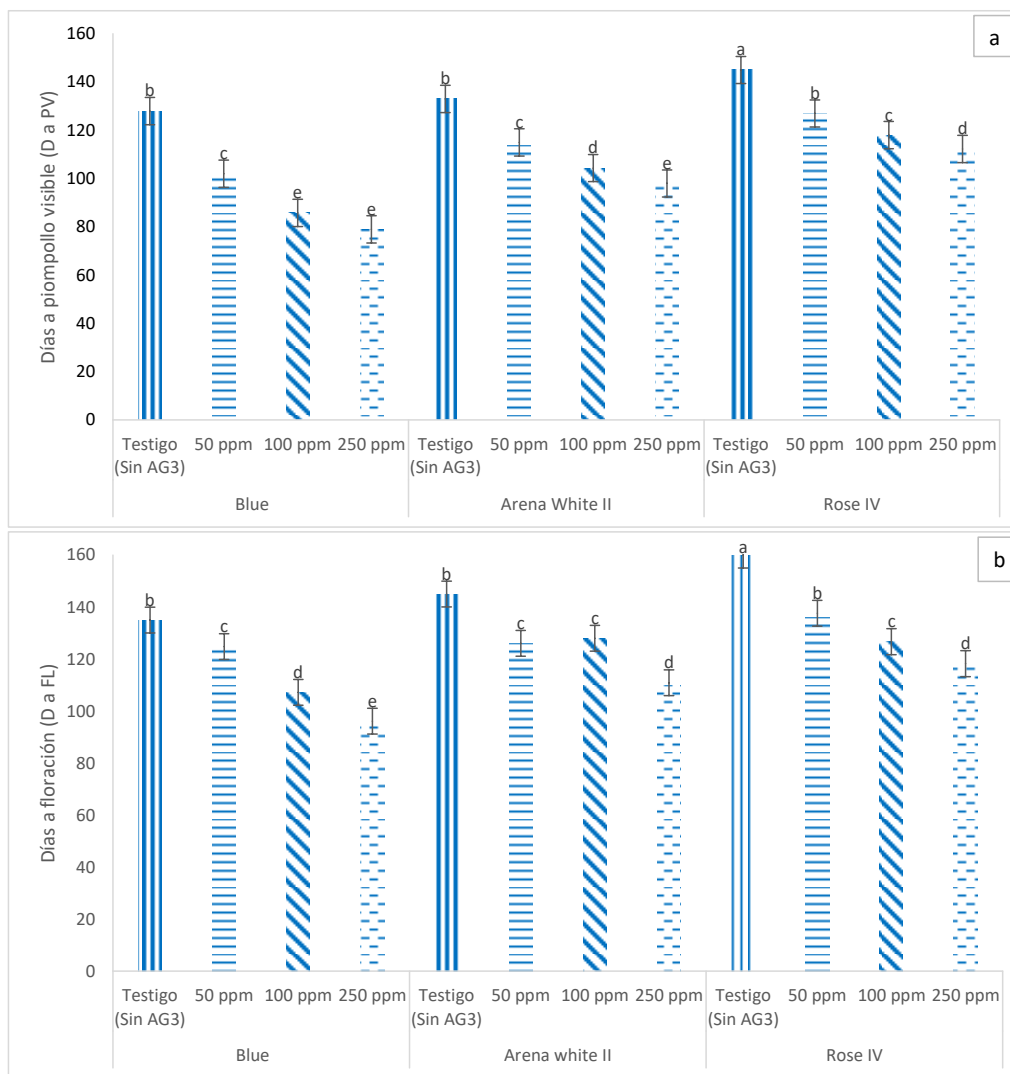 a
160
140
120
100
80
60
40
20
0
Días a piompollo visible (D a PV)
b c e e b c d e a b c d
Testigo 50 ppm 100 ppm 250 ppm Testigo 50 ppm 100 ppm 250 ppm Testigo 50 ppm 100 ppm 250 ppm
(Sin AG3) (Sin AG3) (Sin AG3)
Blue Arena White II Rose IV
b
160
140
120
100
80
60
40
20
0
Días a floración (D a FL)
b c d e b c c d a b c d
Testigo 50 ppm 100 ppm 250 ppm Testigo 50 ppm 100 ppm 250 ppm Testigo 50 ppm 100 ppm 250 ppm
(Sin AG3) (Sin AG3) (Sin AG3)
Blue Arena white II Rose IV